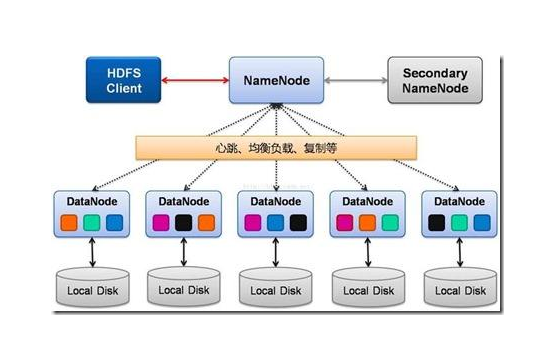 HDFS
Client
NameNode
Secondary
NameNode
心跳、均衡负载、复制等
DataNode
DataNode
DataNode
DataNode
DataNode
Local Disk
Local Disk
Local Disk
Local Disk
Local Disk